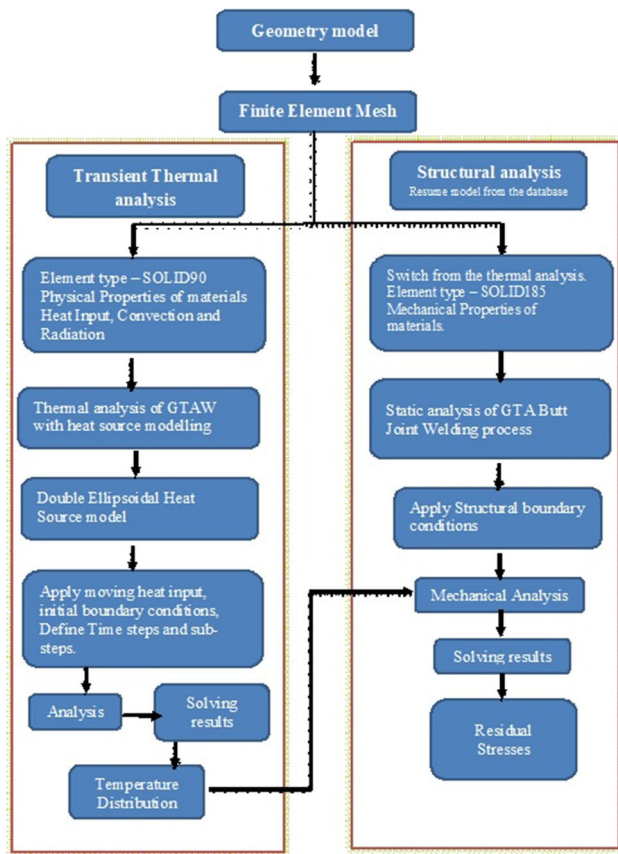 Geometry model
Finite Element Mesh
Transient Thermal
analysis
Element type – SOLID90
Physical Properties of materials
Heat Input, Convection and
Radiation
Thermal analysis of GTAW
with heat source modelling
Double Ellipsoidal Heat
Source model
Apply moving heat input,
initial boundary conditions,
Define Time steps and sub-
steps.
Analysis
Solving
results
Temperature
Distribution
Structural analysis
Resume model from the database
Switch from the thermal analysis.
Element type – SOLID185
Mechanical Properties of
materials.
Static analysis of GTA Butt
Joint Welding process
Apply Structural boundary
conditions
Mechanical Analysis
Solving results
Residual
Stresses